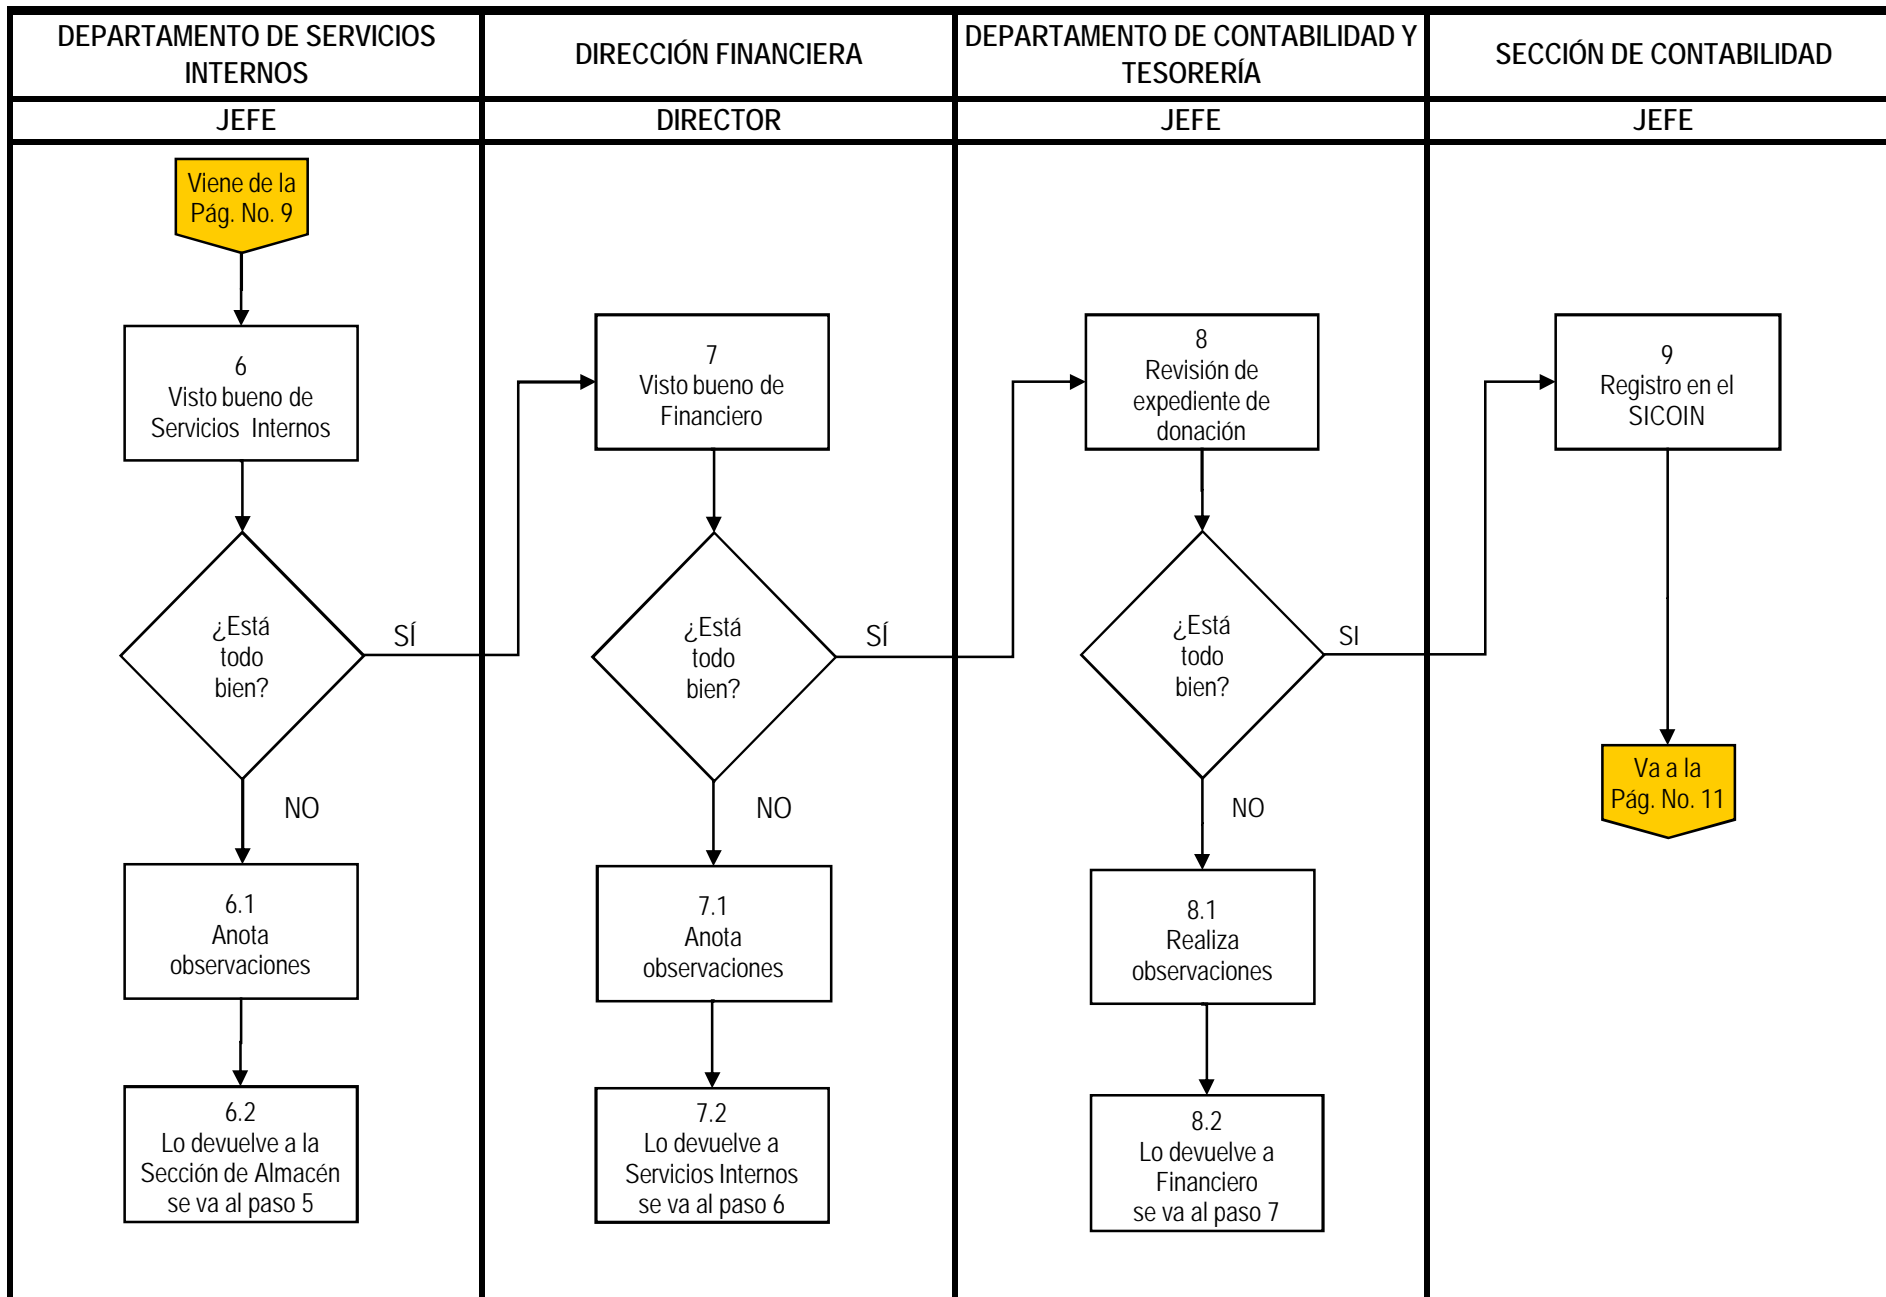 DEPARTAMENTO DE SERVICIOS
INTERNOS
DIRECCIÓN FINANCIERA
DEPARTAMENTO DE CONTABILIDAD Y
TESORERÍA
SECCIÓN DE CONTABILIDAD
JEFE
DIRECTOR
JEFE
JEFE
Viene de la
Pág. No. 9
6
Visto bueno de
Servicios Internos
¿Está
todo
bien?
SÍ
NO
6.1
Anota
observaciones
6.2
Lo devuelve a la
Sección de Almacén
se va al paso 5
7
Visto bueno de
Financiero
¿Está
todo
bien?
SÍ
NO
7.1
Anota
observaciones
7.2
Lo devuelve a
Servicios Internos
se va al paso 6
8
Revisión de
expediente de
donación
¿Está
todo
bien?
SI
NO
8.1
Realiza
observaciones
8.2
Lo devuelve a
Financiero
se va al paso 7
9
Registro en el
SICOIN
Va a la
Pág. No. 11